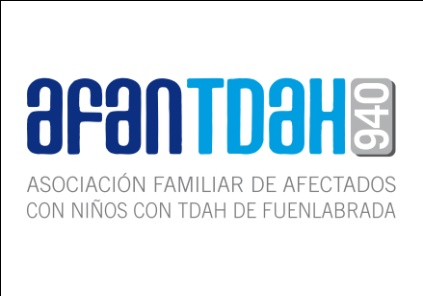 afanTDaH 940
ASOCIACIÓN FAMILIAR DE AFECTADOS
CON NIÑOS CON TDAH DE FUENLABRADA